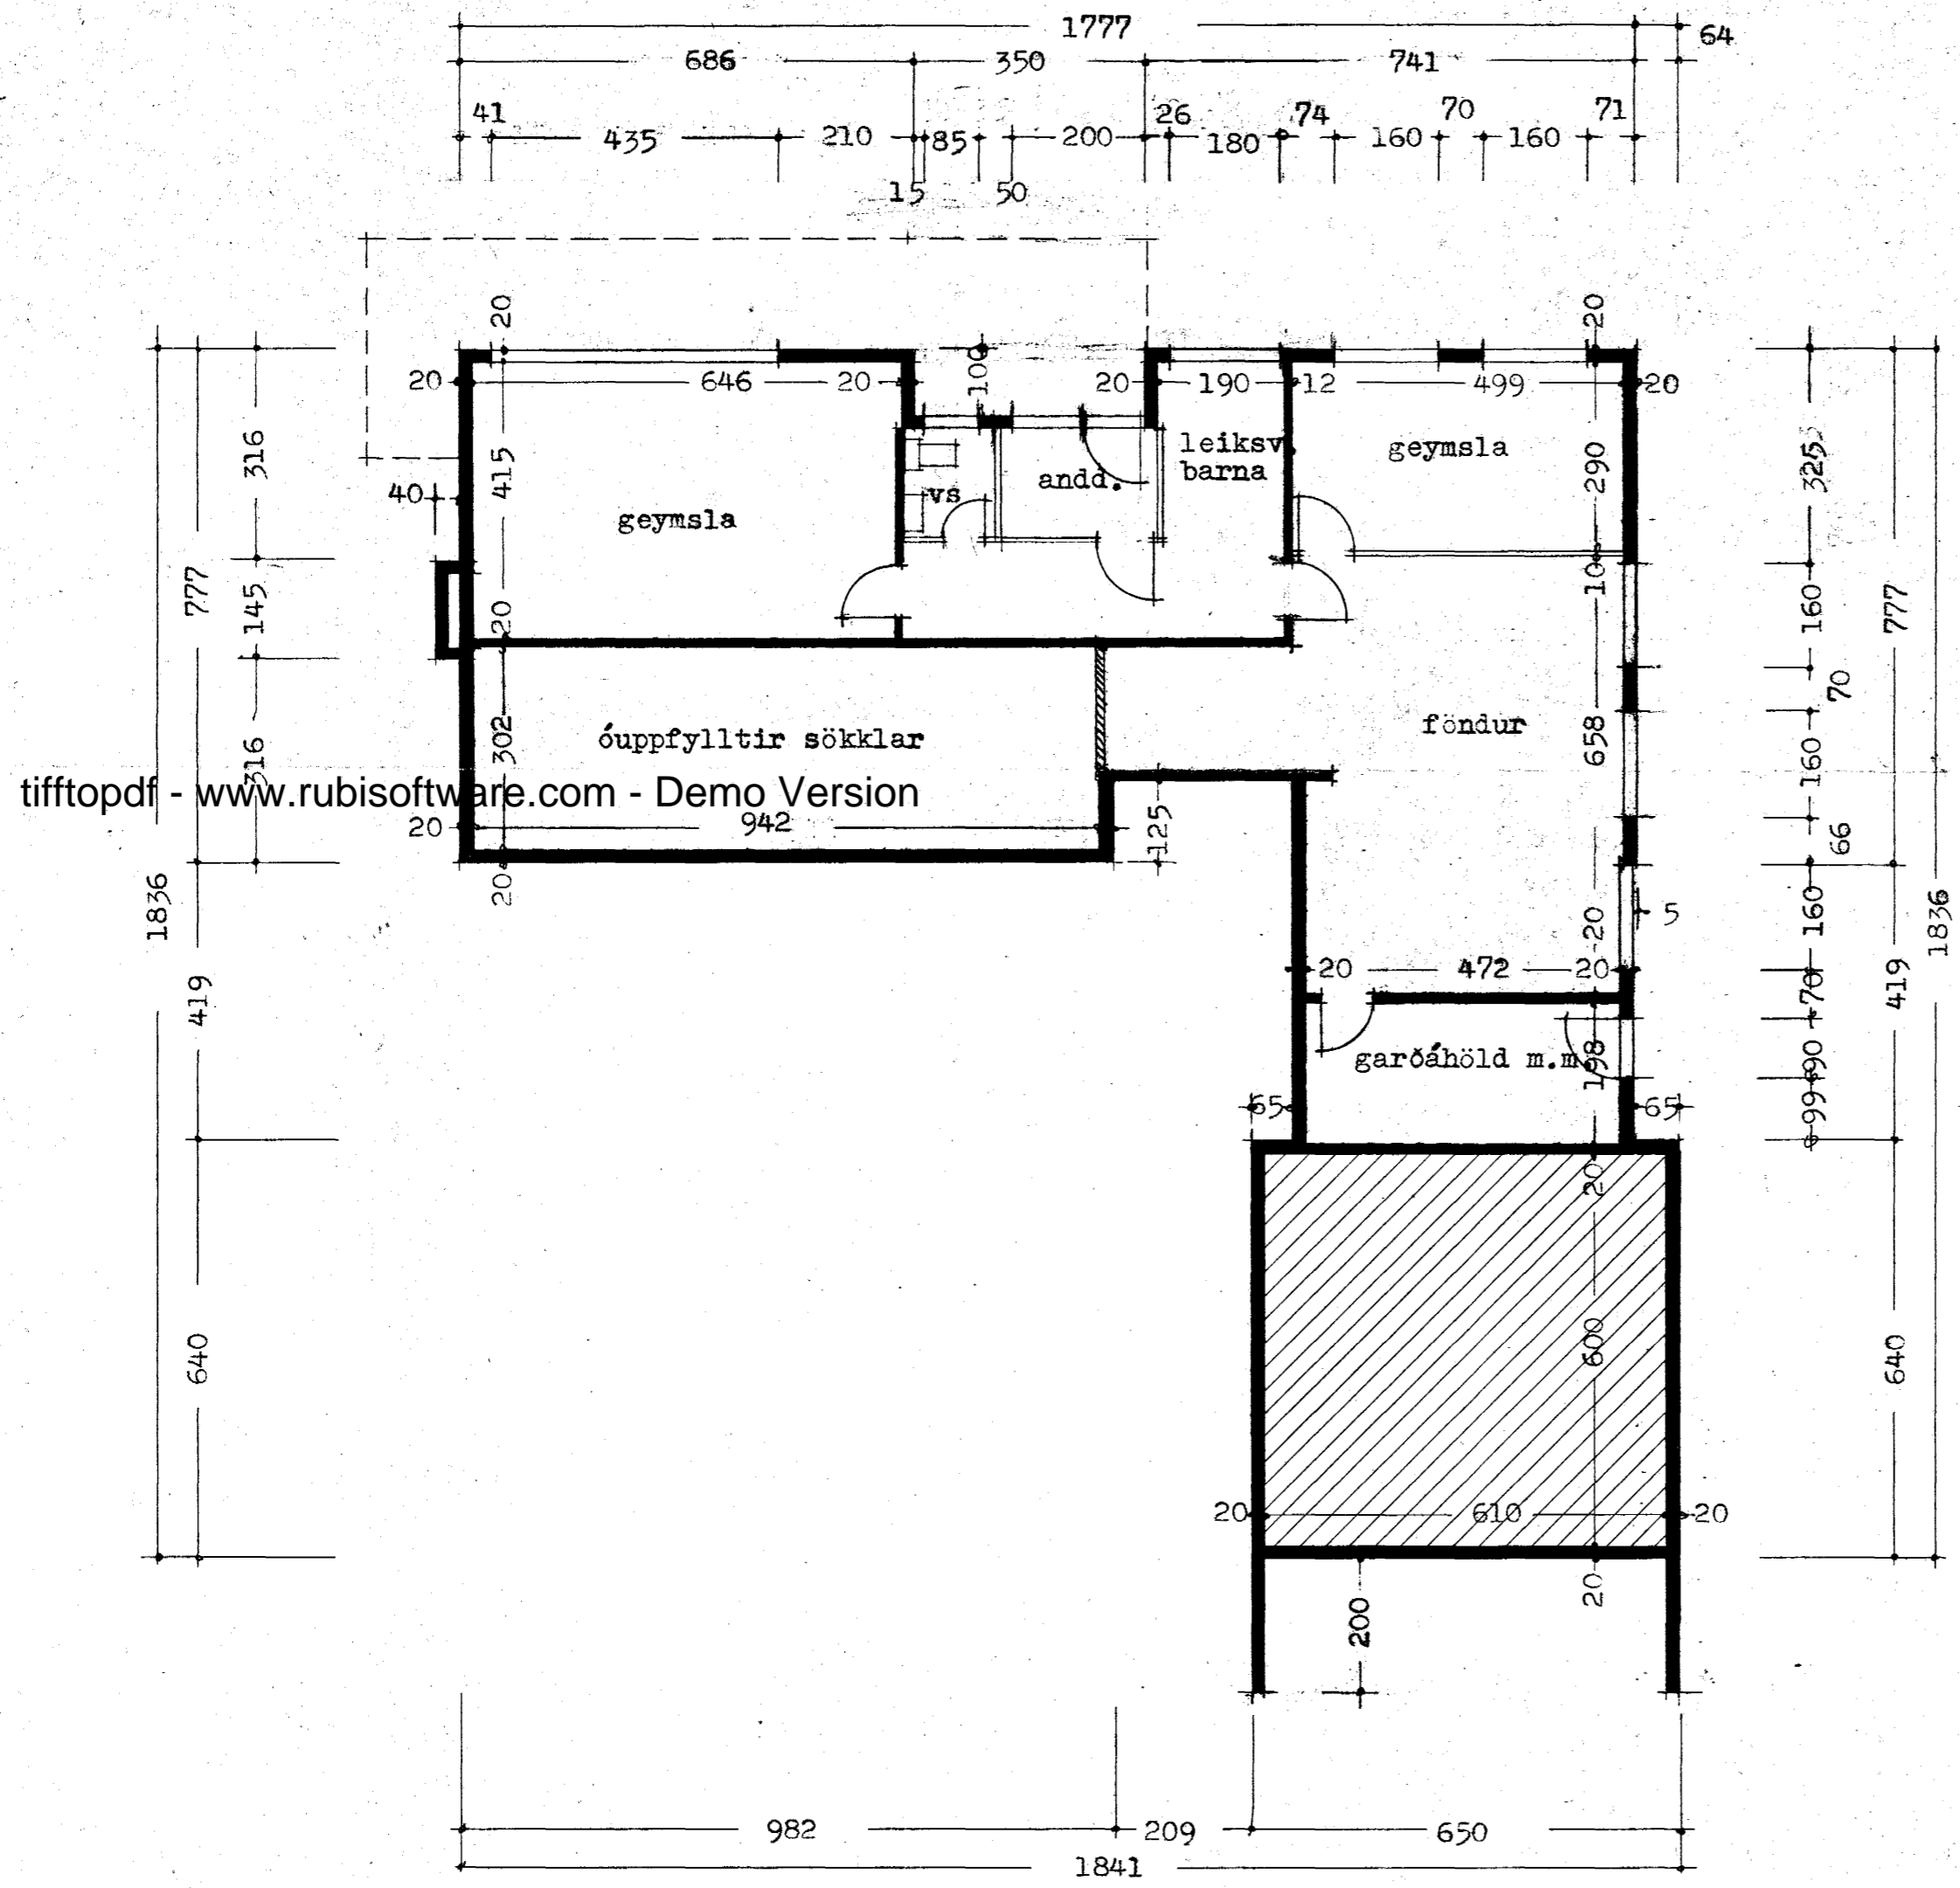 1777
64
686 350 741
41 435 210 85 200 26 180 74 160 70 160 71
15 50
20 20
20 646 20 100 20 190 12 499 20
316 415 290 325
leiksv
barna
geymsla
40
vs andd.
geymsla
777 145 20 10 160 777
70
316 302 óuppfylltir sökklar föndur 658 160
tifftopdf - www.rubisoftware.com - Demo Version
20 942 125 66
20
1836 160 5 1836
20
20 472 20
419 70 419
garðáhöld m.m. 198 90
65 65 99
20
640 600 640
20 610 20
20
200
982 209 650
1841